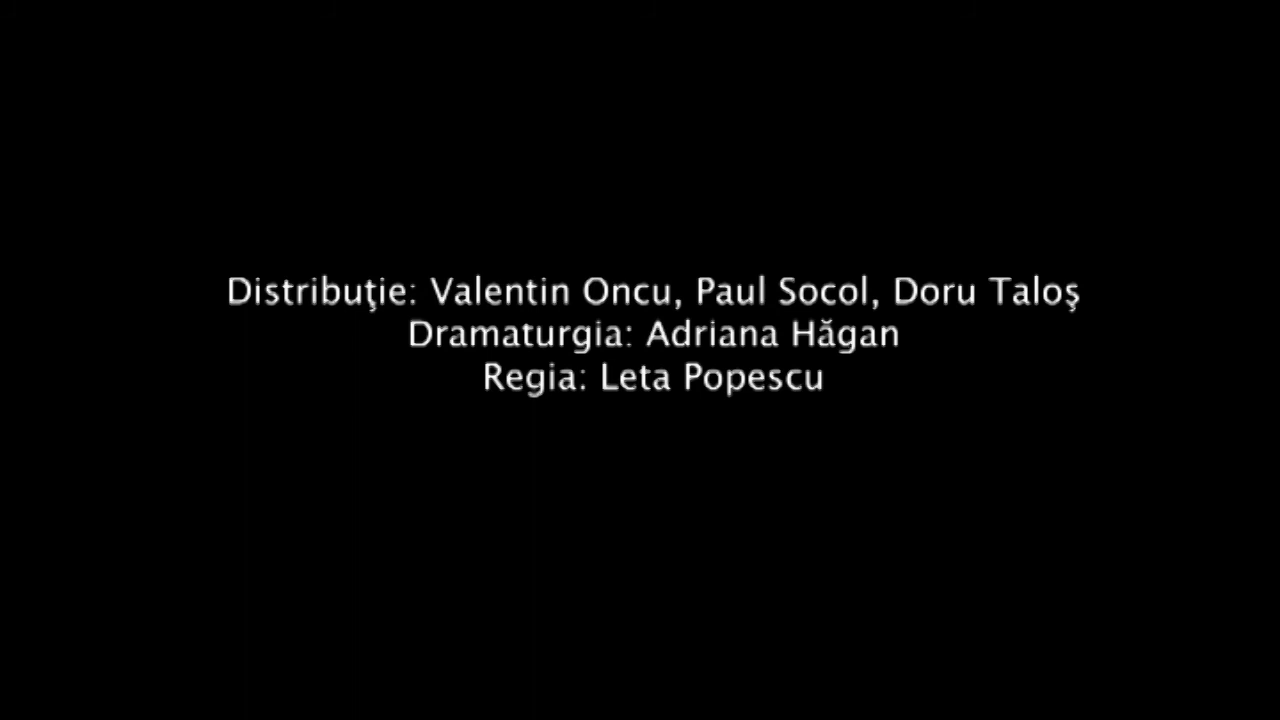 Distribuţie: Valentin Oncu, Paul Socol, Doru Taloş
Dramaturgia: Adriana Hăgan
Regia: Leta Popescu